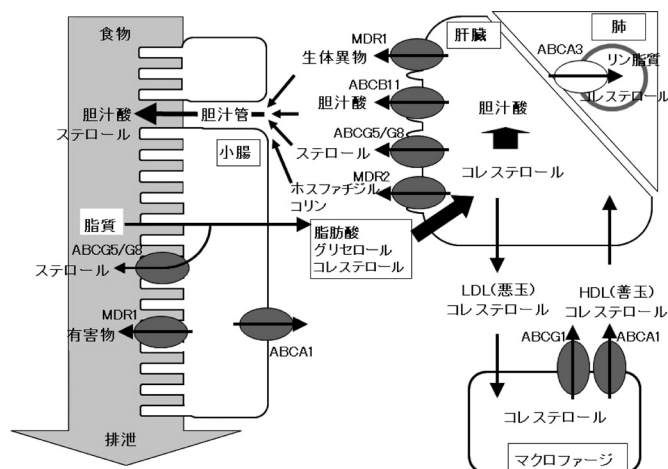 食物
胆汁酸
ステロール
胆汁管
小腸
脂質
ABCG5/G8
ステロール
MDR1
有害物
ABCA1
排泄
MDR1
生体異物
ABCB11
胆汁酸
ABCG5/G8
ステロール
MDR2
ホスファチジル
コリン
脂肪酸
グリセロール
コレステロール
肝臓
胆汁酸
コレステロール
肺
ABCA3
リン脂質
コレステロール
LDL(悪玉)
コレステロール
HDL(善玉)
コレステロール
ABCG1
ABCA1
コレステロール
マクロファージ